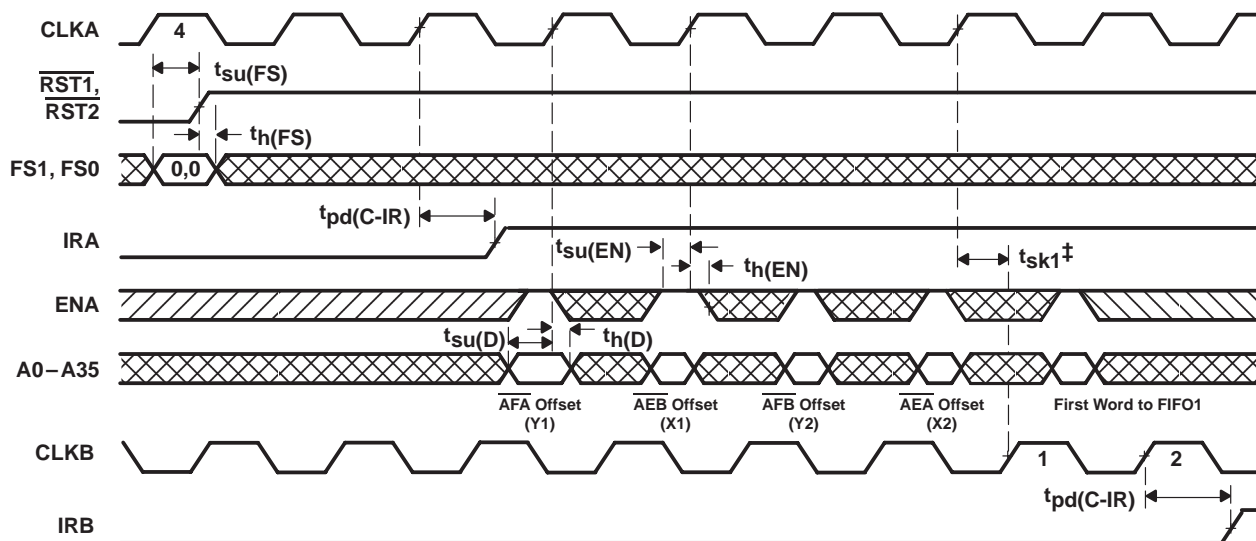 CLKA
4
tsu(FS)
RST1,
RST2
th(FS)
FS1, FS0
0,0
tpd(C-IR)
IRA
tsu(EN)
th(EN)
tsk1‡
ENA
tsu(D)
th(D)
A0–A35
AFA Offset
(Y1)
AEB Offset
(X1)
AFB Offset
(Y2)
AEA Offset
(X2)
First Word to FIFO1
CLKB
1
2
tpd(C-IR)
IRB